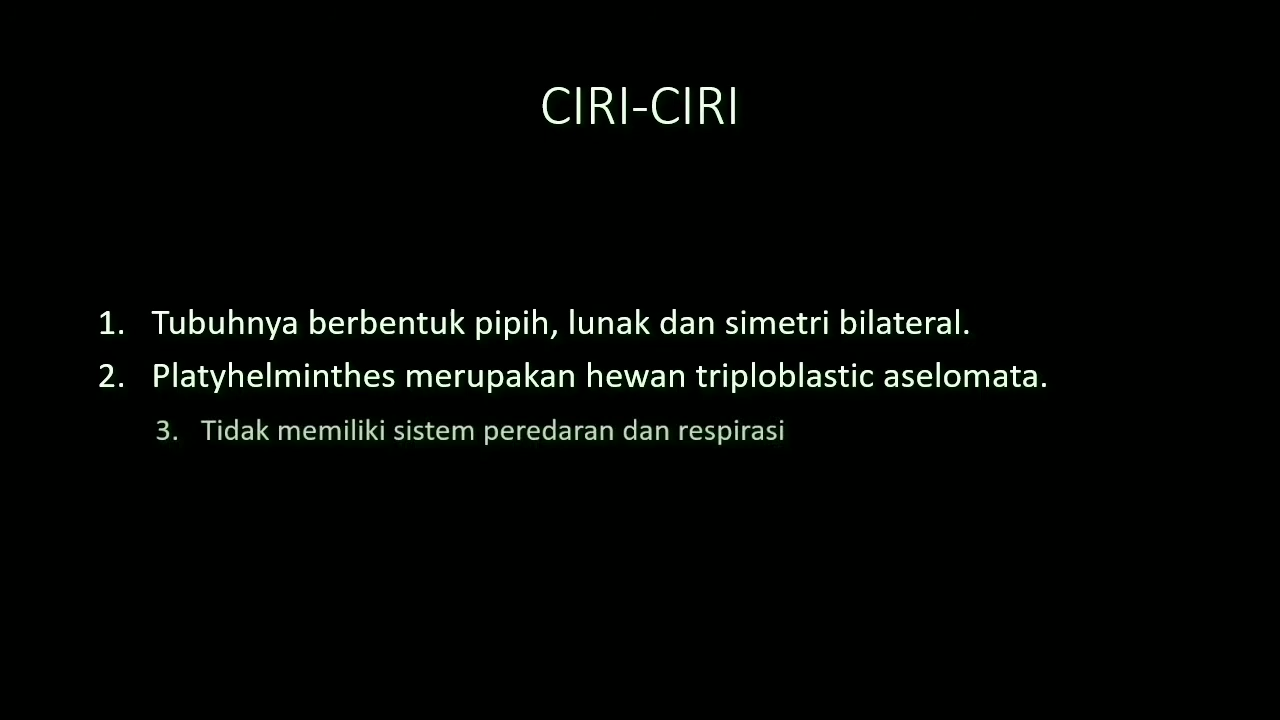 CIRI-CIRI
1. Tubuhnya berbentuk pipih, lunak dan simetri bilateral.
2. Platyhelminthes merupakan hewan triploblastic aselomata.
3. Tidak memiliki sistem peredaran dan respirasi